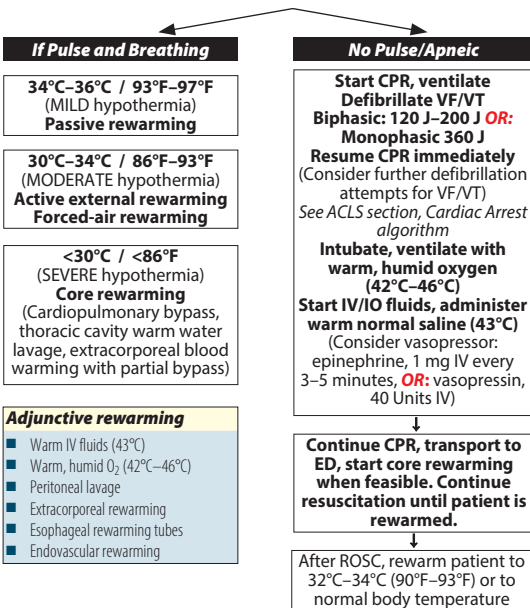 If Pulse and Breathing
34°C–36°C / 93°F–97°F
(MILD hypothermia)
Passive rewarming
30°C–34°C / 86°F–93°F
(MODERATE hypothermia)
Active external rewarming
Forced-air rewarming
<30°C / <86°F
(SEVERE hypothermia)
Core rewarming
(Cardiopulmonary bypass,
thoracic cavity warm water
lavage, extracorporeal blood
warming with partial bypass)
Adjunctive rewarming
■ Warm IV fluids (43°C)
■ Warm, humid O₂ (42°C–46°C)
■ Peritoneal lavage
■ Extracorporeal rewarming
■ Esophageal rewarming tubes
■ Endovascular rewarming
No Pulse/Apneic
Start CPR, ventilate
Defibrillate VF/VT
Biphasic: 120 J–200 J OR:
Monophasic 360 J
Resume CPR immediately
(Consider further defibrillation
attempts for VF/VT)
See ACLS section, Cardiac Arrest
algorithm
Intubate, ventilate with
warm, humid oxygen
(42°C–46°C)
Start IV/IO fluids, administer
warm normal saline (43°C)
(Consider vasopressor:
epinephrine, 1 mg IV every
3–5 minutes, OR: vasopressin,
40 Units IV)
Continue CPR, transport to
ED, start core rewarming
when feasible. Continue
resuscitation until patient is
rewarmed.
After ROSC, rewarm patient to
32°C–34°C (90°F–93°F) or to
normal body temperature